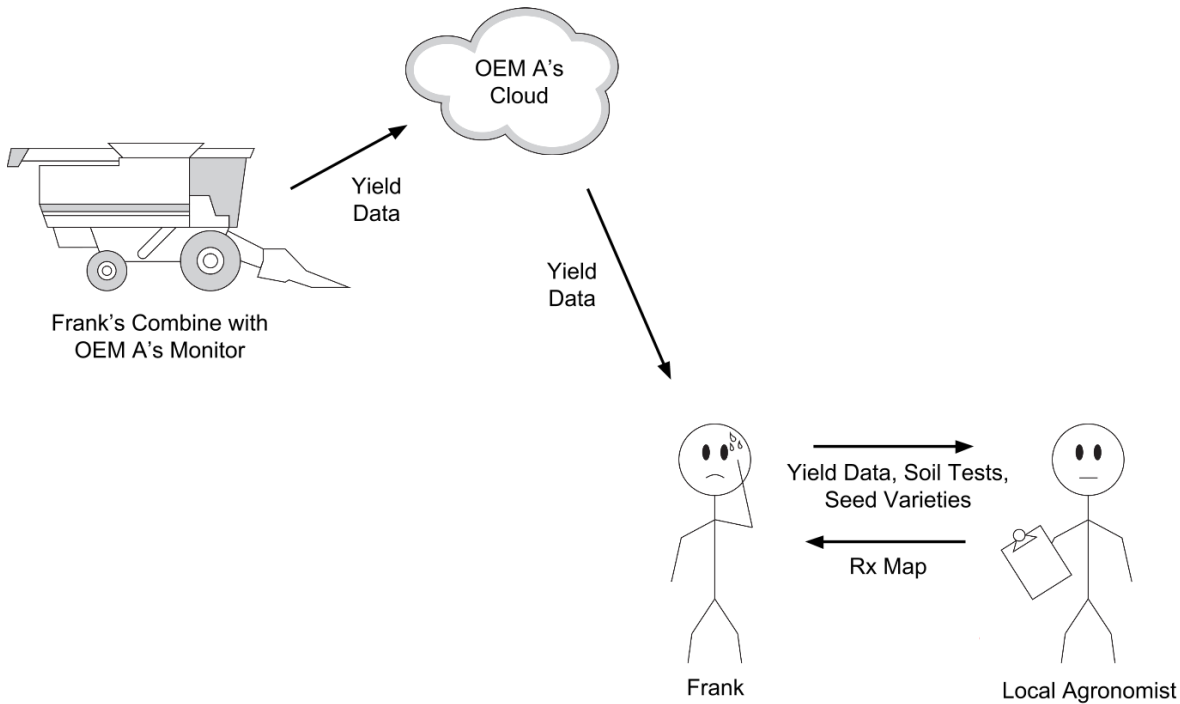 OEM A's
Cloud
Yield
Data
Frank's Combine with
OEM A's Monitor
Yield
Data
Yield Data, Soil Tests,
Seed Varieties
Rx Map
Frank
Local Agronomist